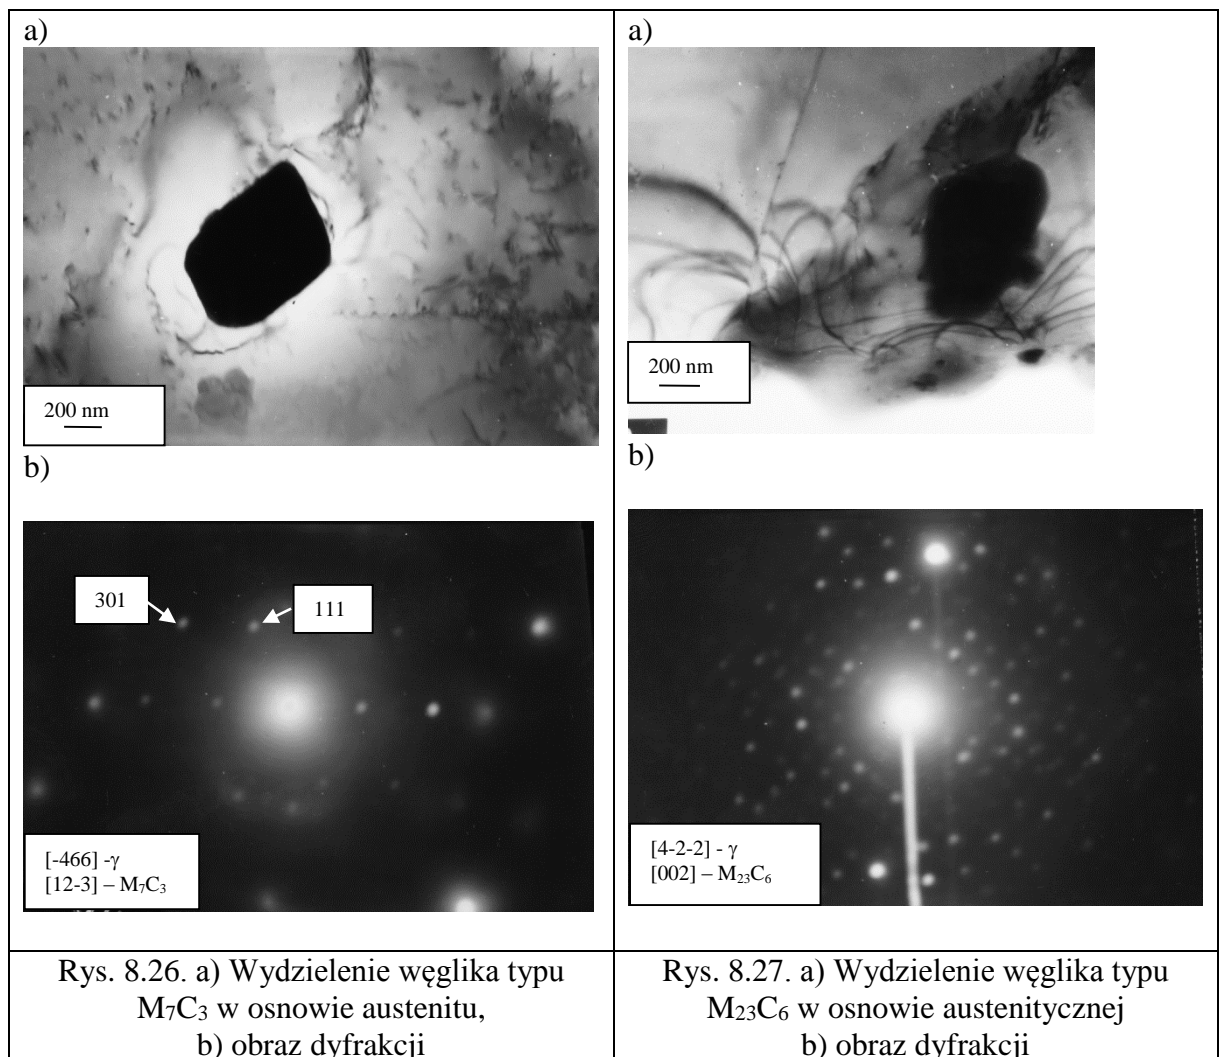 a)
200 nm
b)
301
111
[-466] -γ
[12-3] – M₇C₃
Rys. 8.26. a) Wydzielenie węglika typu
M₇C₃ w osnowie austenitu,
b) obraz dyfrakcji
a)
200 nm
b)
[4-2-2] - γ
[002] – M₂₃C₆
Rys. 8.27. a) Wydzielenie węglika typu
M₂₃C₆ w osnowie austenitycznej
b) obraz dyfrakcji